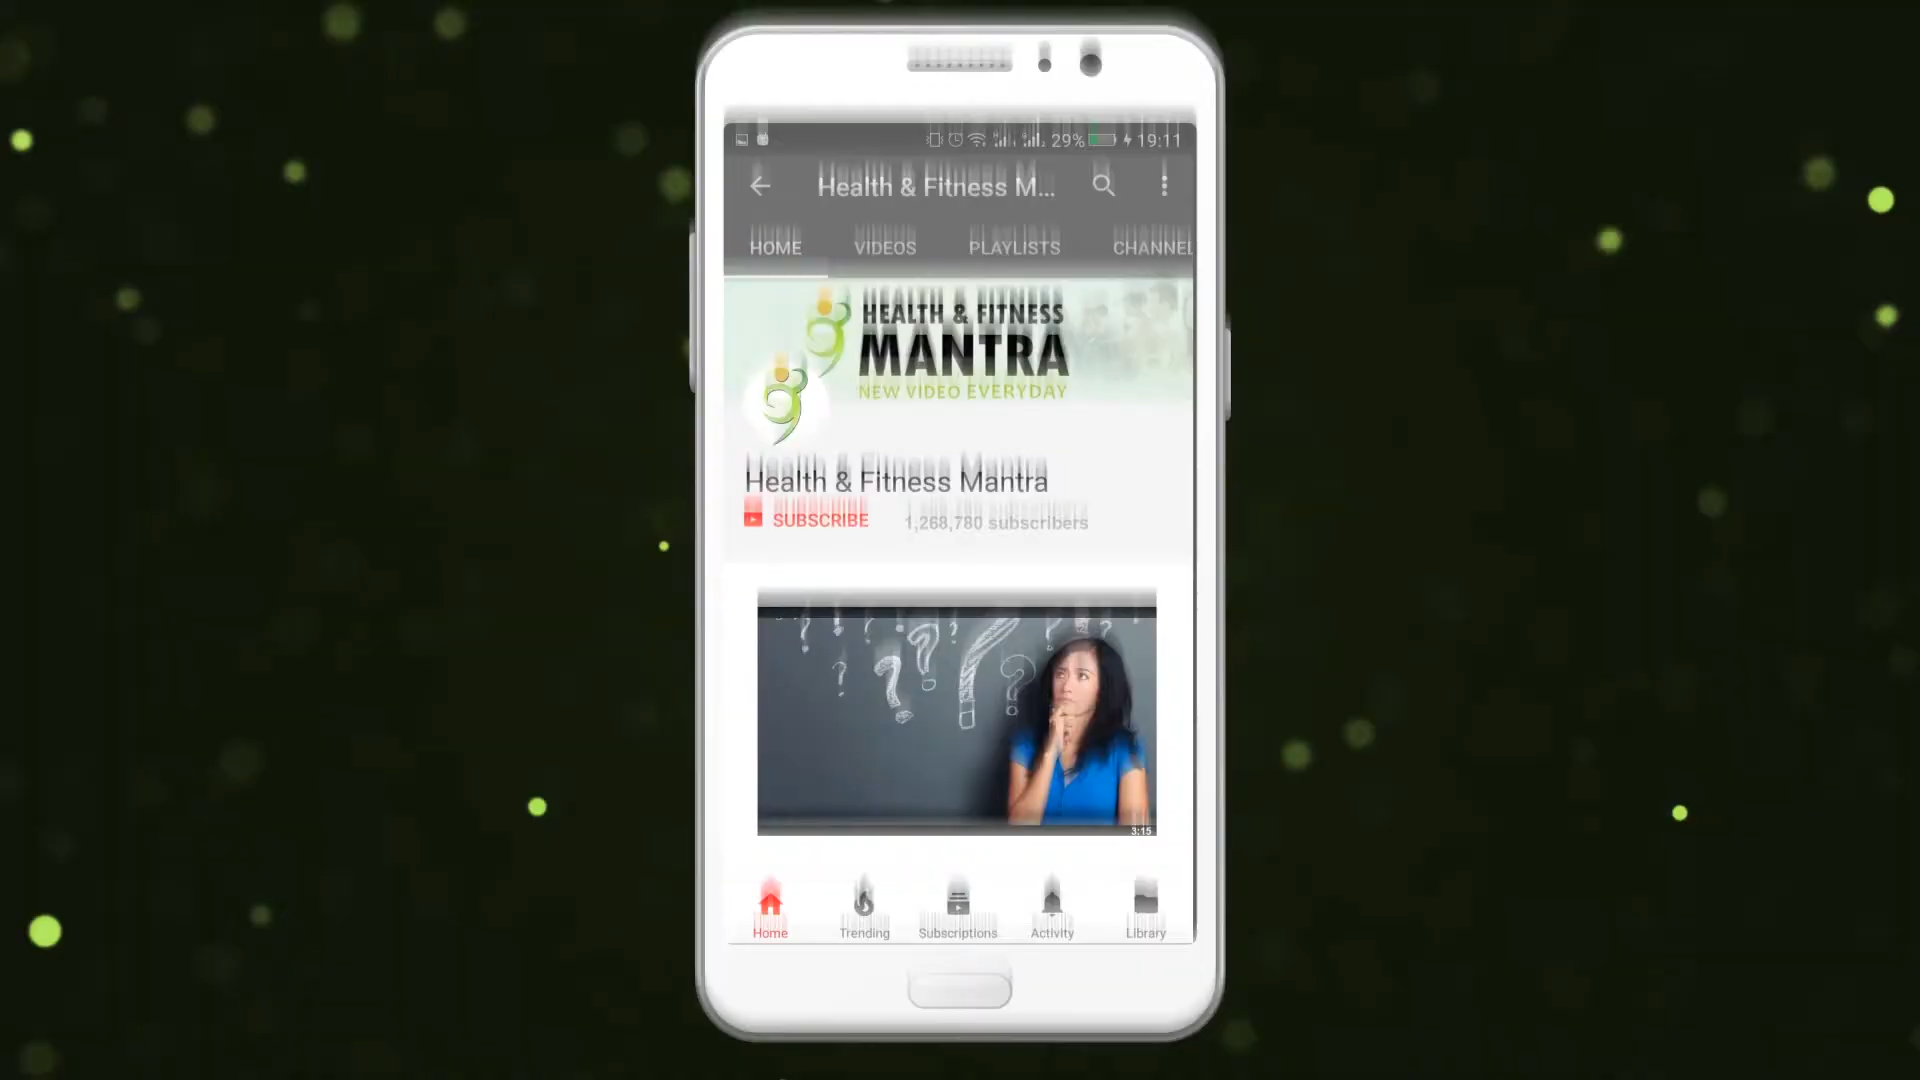 29% 19:11
Health & Fitness M...
HOME VIDEOS PLAYLISTS CHANNEL
HEALTH & FITNESS
MANTRA
NEW VIDEO EVERYDAY
Health & Fitness Mantra
SUBSCRIBE 1,268,780 subscribers
3:15
Home Trending Subscriptions Activity Library